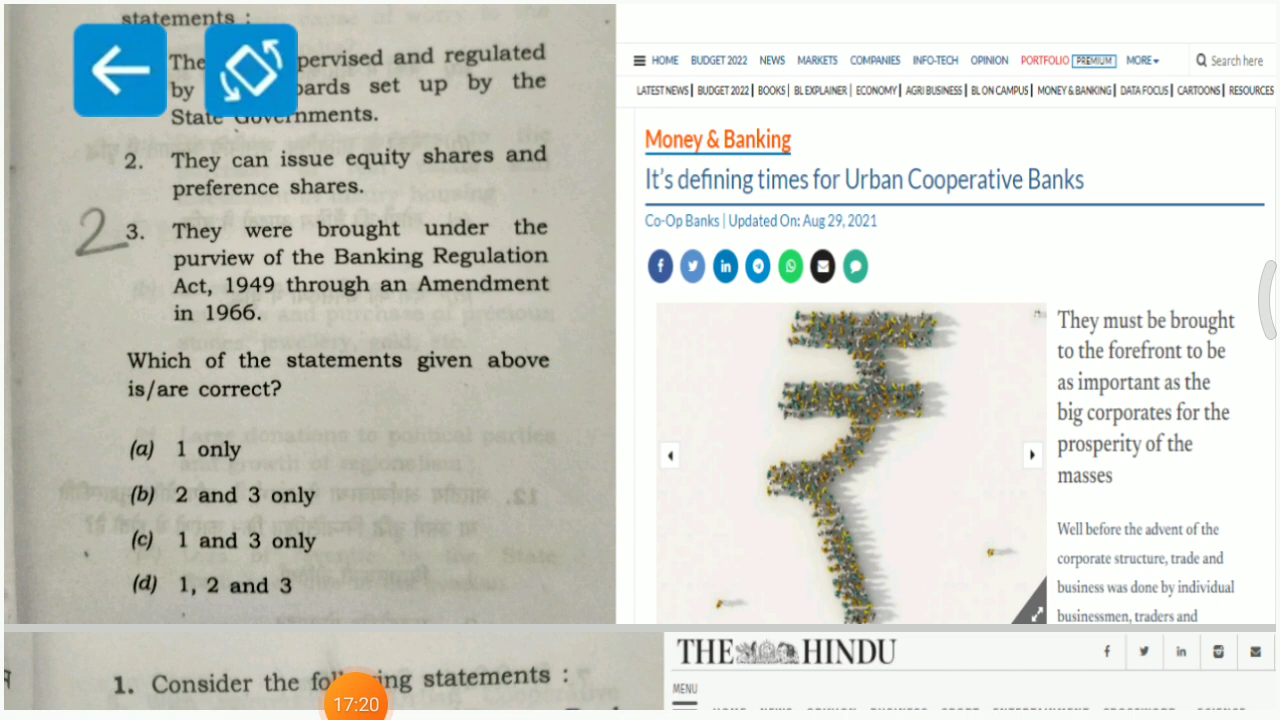 statements :
The pervised and regulated
by oards set up by the
State Governments.
2. They can issue equity shares and
preference shares.
2
3. They were brought under the
purview of the Banking Regulation
Act, 1949 through an Amendment
in 1966.
Which of the statements given above
is/are correct?
(a) 1 only
(b) 2 and 3 only
(c) 1 and 3 only
(d) 1, 2 and 3
1. Consider the following statements :
17:20
HOME BUDGET 2022 NEWS MARKETS COMPANIES INFO-TECH OPINION PORTFOLIO PREMIUM MORE Search here
LATEST NEWS | BUDGET 2022 | BOOKS | BL EXPLAINER | ECONOMY | AGRI BUSINESS | BL ON CAMPUS | MONEY & BANKING | DATA FOCUS | CARTOONS | RESOURCES
Money & Banking
It's defining times for Urban Cooperative Banks
Co-Op Banks | Updated On: Aug 29, 2021
They must be brought
to the forefront to be
as important as the
big corporates for the
prosperity of the
masses
Well before the advent of the
corporate structure, trade and
business was done by individual
businessmen, traders and
THE HINDU
MENU